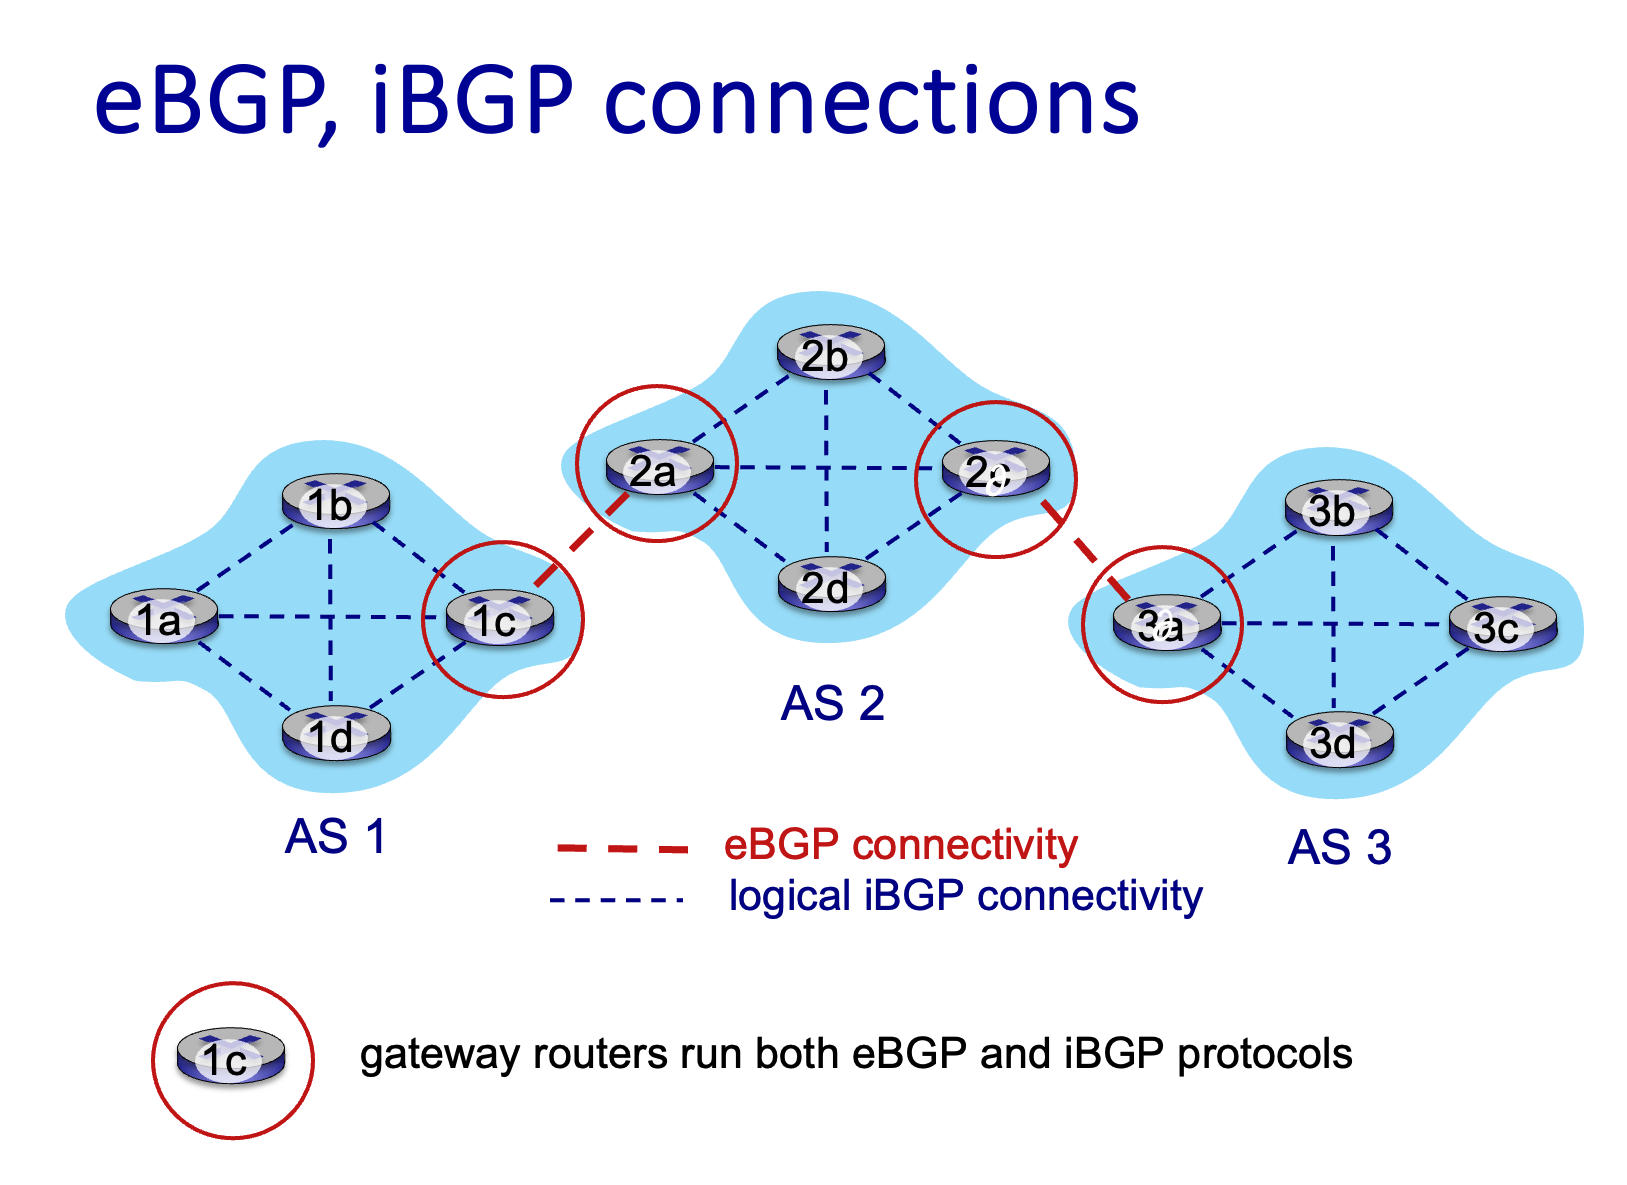 eBGP, iBGP connections
2b
2a
2c
2d
1b
1a
1c
1d
3b
3a
3c
3d
AS 2
AS 1
AS 3
eBGP connectivity
logical iBGP connectivity
1c
gateway routers run both eBGP and iBGP protocols